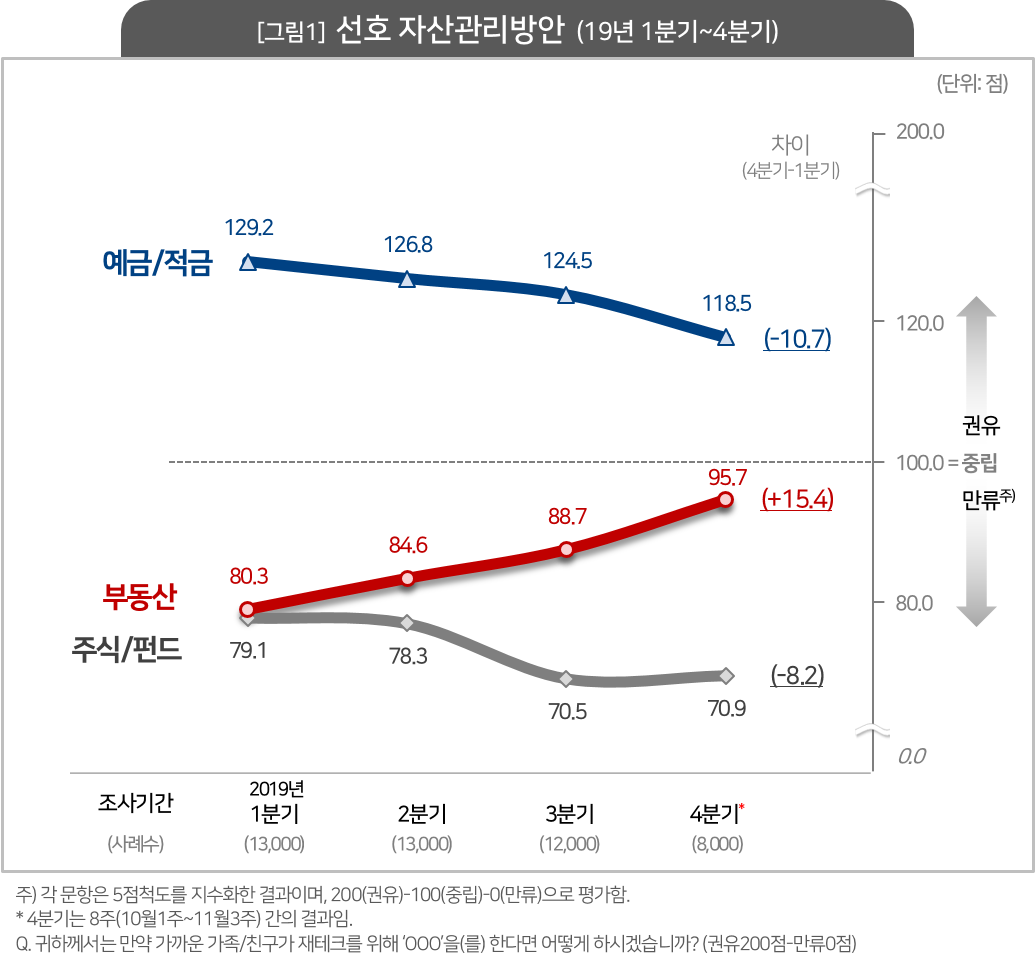 [그림1] 선호 자산관리방안 (19년 1분기~4분기)
(단위: 점)
200.0
차이
(4분기-1분기)
129.2
126.8
124.5
118.5
예금/적금
(-10.7)
120.0
권유
100.0 = 중립
만류주)
95.7
(+15.4)
88.7
84.6
80.3
부동산
80.0
주식/펀드
79.1
78.3
70.5
70.9
(-8.2)
0.0
조사기간
2019년
1분기
2분기
3분기
4분기*
(사례수)
(13,000)
(13,000)
(12,000)
(8,000)
주) 각 문항은 5점척도를 지수화한 결과이며, 200(권유)-100(중립)-0(만류)으로 평가함.
* 4분기는 8주(10월1주~11월3주) 간의 결과임.
Q. 귀하께서는 만약 가까운 가족/친구가 재테크를 위해 ‘OOO‘을(를) 한다면 어떻게 하시겠습니까? (권유200점-만류0점)